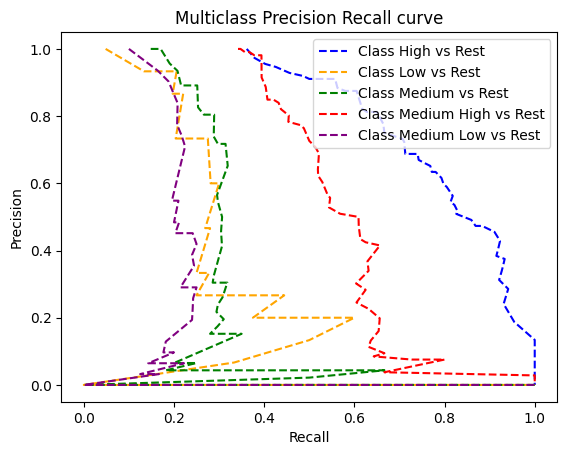 Multiclass Precision Recall curve
Class High vs Rest
Class Low vs Rest
Class Medium vs Rest
Class Medium High vs Rest
Class Medium Low vs Rest
Precision
1.0
0.8
0.6
0.4
0.2
0.0
0.0 0.2 0.4 0.6 0.8 1.0
Recall